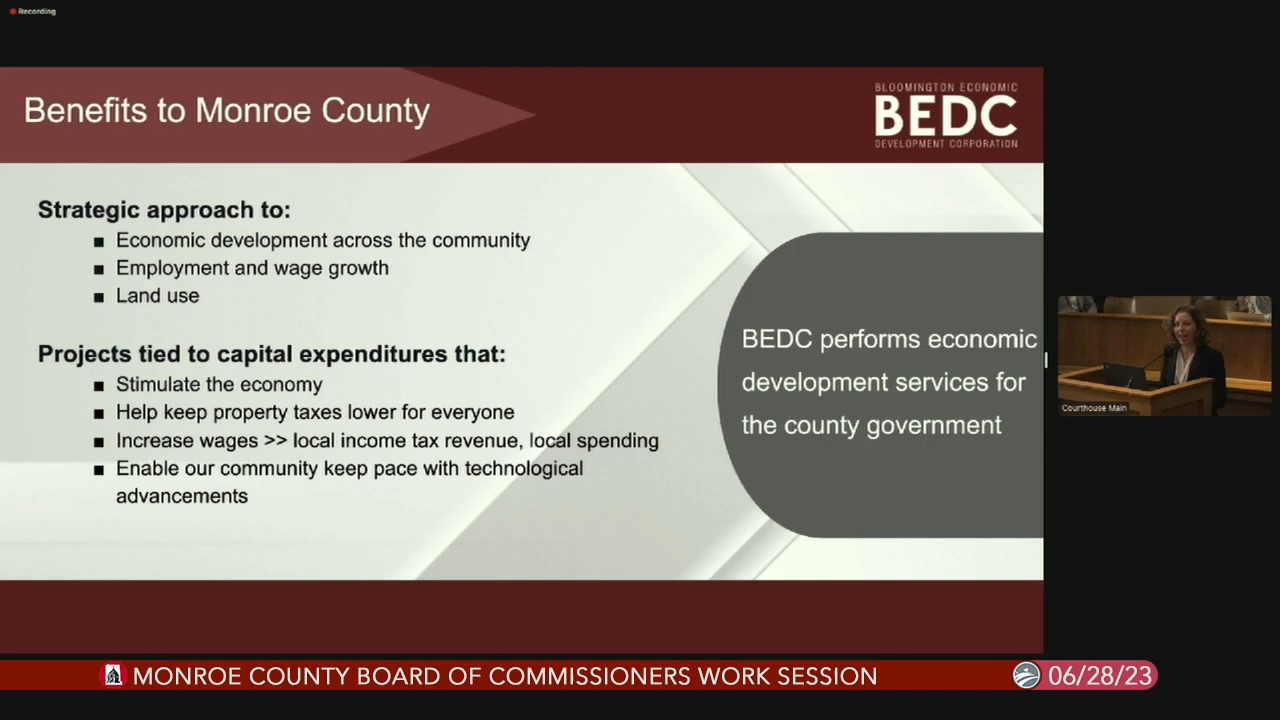 Recording
Benefits to Monroe County
BLOOMINGTON ECONOMIC
BEDC
DEVELOPMENT CORPORATION
Strategic approach to:
■ Economic development across the community
■ Employment and wage growth
■ Land use
Projects tied to capital expenditures that:
■ Stimulate the economy
■ Help keep property taxes lower for everyone
■ Increase wages >> local income tax revenue, local spending
■ Enable our community keep pace with technological
advancements
BEDC performs economic
development services for
the county government
Courthouse Main
MONROE COUNTY BOARD OF COMMISSIONERS WORK SESSION
06/28/23